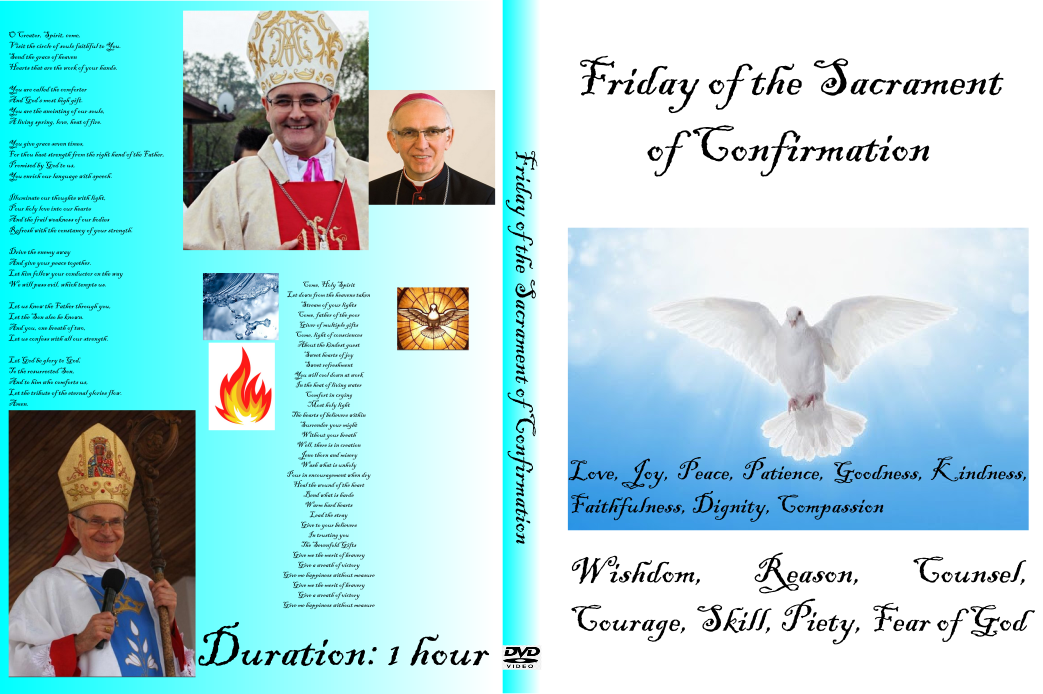 O Creator, Spirit, come,
Visit the circle of souls faithful to You.
Send the grace of heaven
Hearts that are the work of your hands.
You are called the comforter
And God's most high gift.
You are the anointing of our souls,
A living spring, love, heat of fire.
You give grace seven times,
For thou hast strength from the right hand of the Father,
Promised by God to us,
You enrich our language with speech.
Illuminate our thoughts with light,
Pour holy love into our hearts
And the frail weakness of our bodies
Refresh with the constancy of your strength.
Drive the enemy away
And give your peace together,
Let him follow your conductor on the way
We will pass evil, which tempts us.
Let us know the Father through you,
Let the Son also be known
And you, one breath of two,
Let us confess with all our strength.
Let God be glory to God,
To the resurrected Son,
And to him who comforts us,
Let the tribute of the eternal glories flow.
Amen.
Come, Holy Spirit
Let down from the heavens taken
Stream of your lights
Come, father of the poor
Giver of multiple gifts
Come, light of consciences
About the kindest guest
Sweet hearts of joy
Sweet refreshment
You will cool down at work
In the heat of living water
Comfort in crying
Most holy light
The hearts of believers within
Surrender your might
Without your breath
Well, there is in creation
Jeno thorn and misery
Wash what is unholy
Pour in encouragement when dry
Heal the wound of the heart
Bend what is harde
Warm hard hearts
Lead the stray
Give to your believers
In trusting you
The Sevenfold Gifts
Give me the merit of bravery
Give a wreath of victory
Give me happiness without measure
Give me the merit of bravery
Give a wreath of victory
Give me happiness without measure
Duration: 1 hour
Friday of the Sacrament of Confirmation
DVD
VIDEO
Friday of the Sacrament
of Confirmation
Love, Joy, Peace, Patience, Goodness, Kindness,
Faithfulness, Dignity, Compassion
Wishdom, Reason, Counsel,
Courage, Skill, Piety, Fear of God